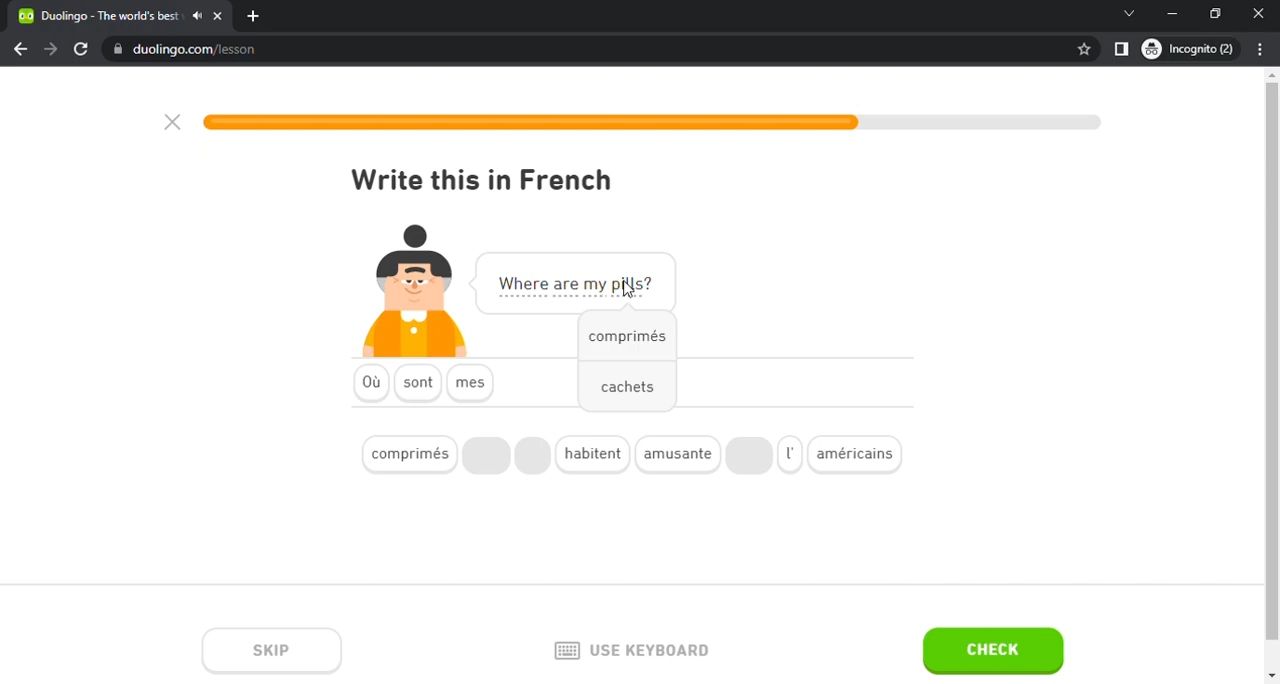 Duolingo - The world's best
duolingo.com/lesson
Incognito (2)
Write this in French
Where are my pills?
comprimés
cachets
Où sont mes
comprimés habitent amusante l' américains
SKIP USE KEYBOARD CHECK